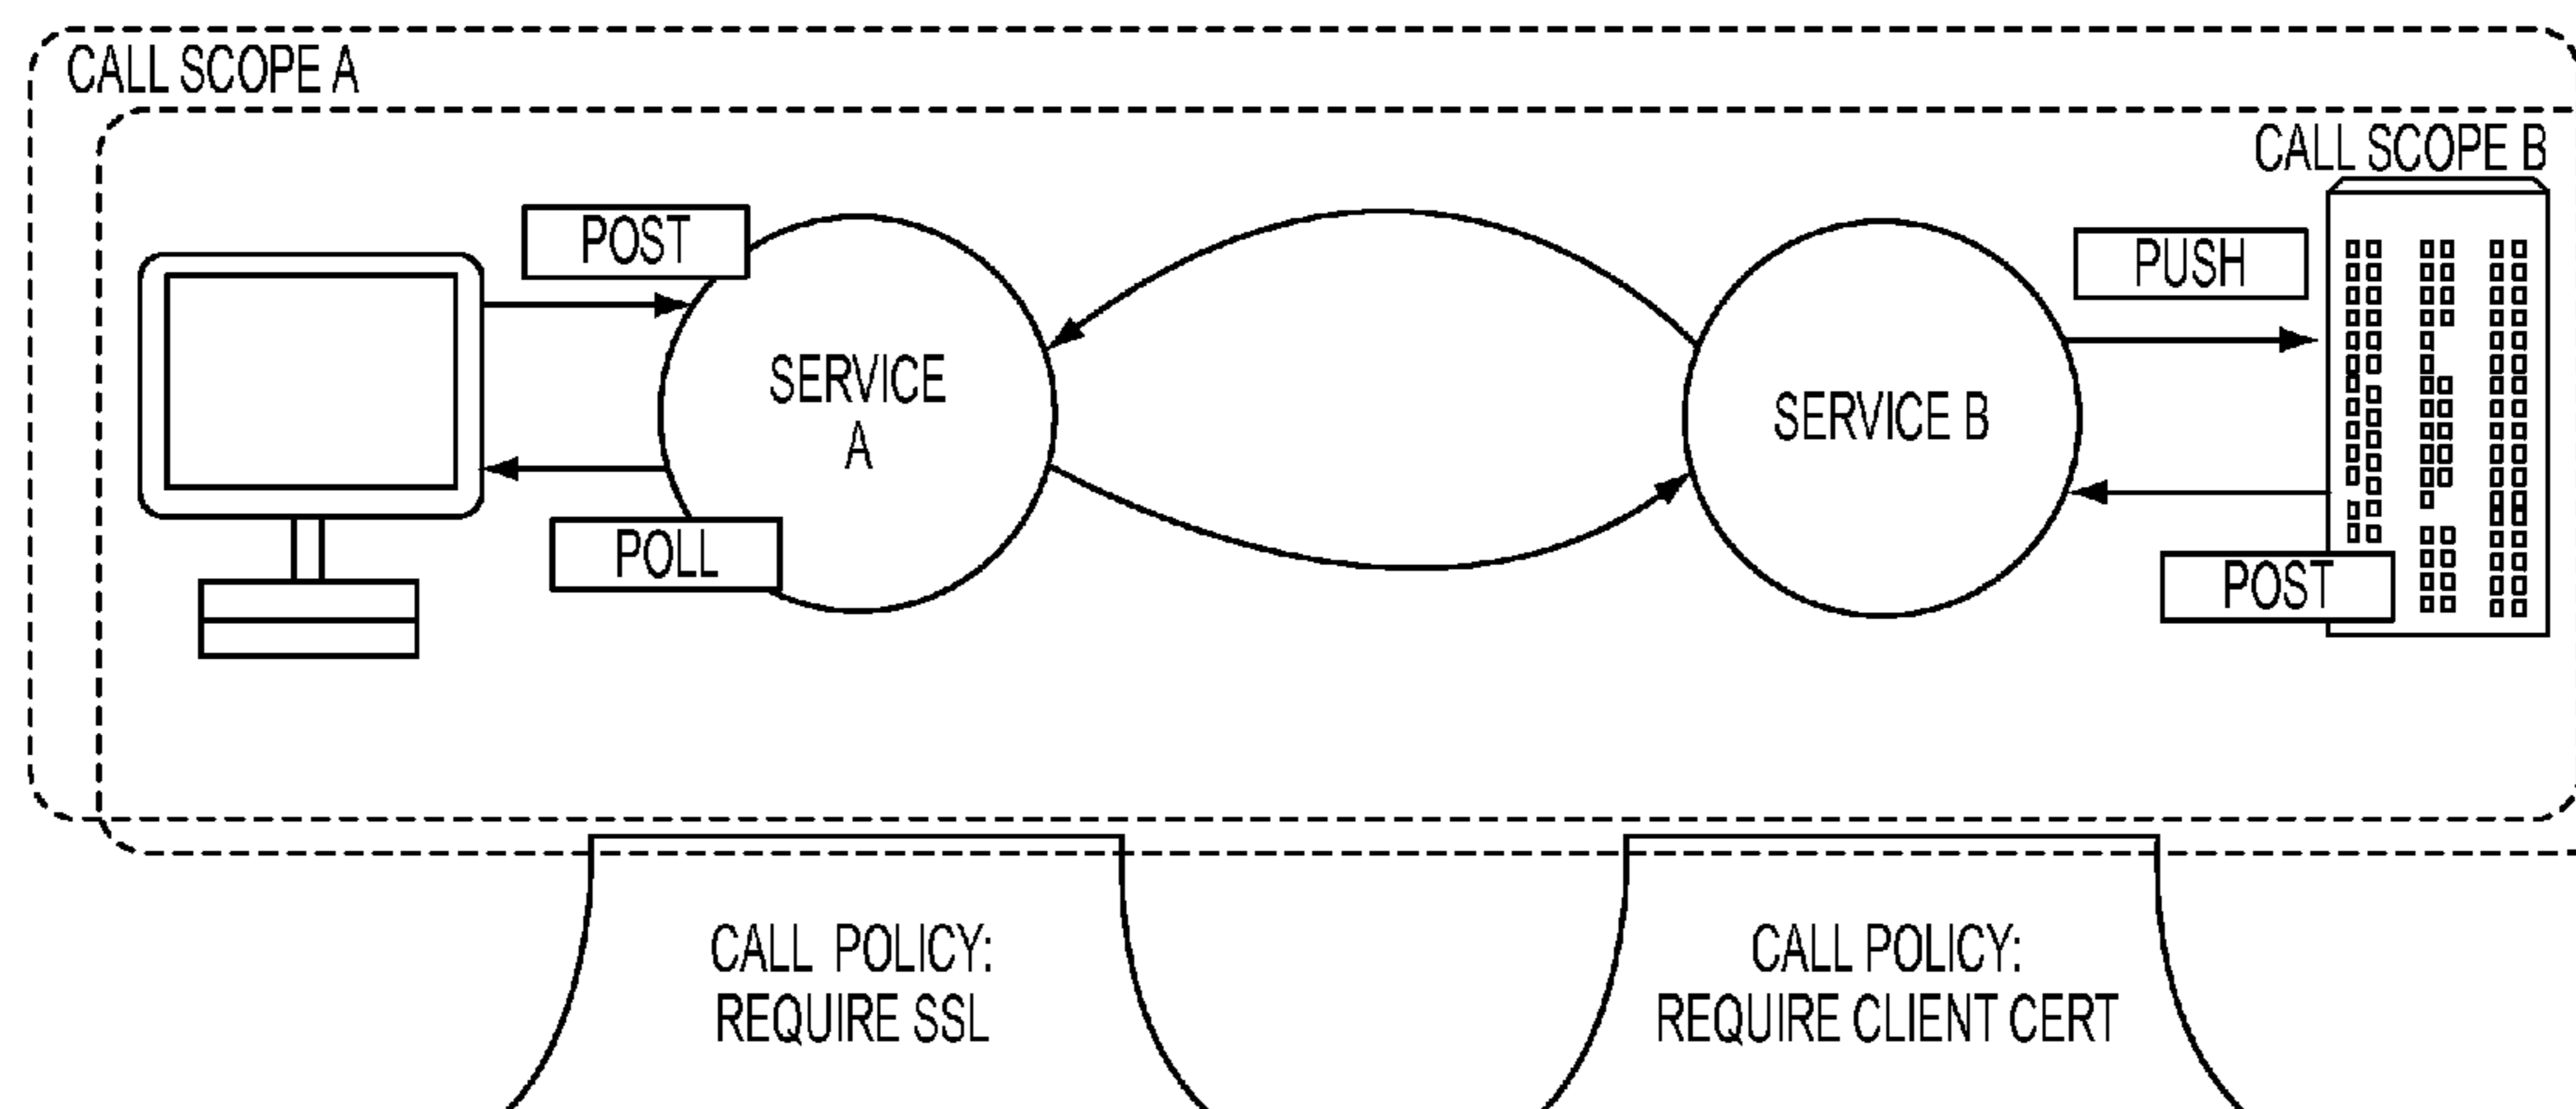 CALL SCOPE A
CALL SCOPE B
POST
PUSH
SERVICE
A
SERVICE B
POLL
POST
CALL POLICY:
REQUIRE SSL
CALL POLICY:
REQUIRE CLIENT CERT